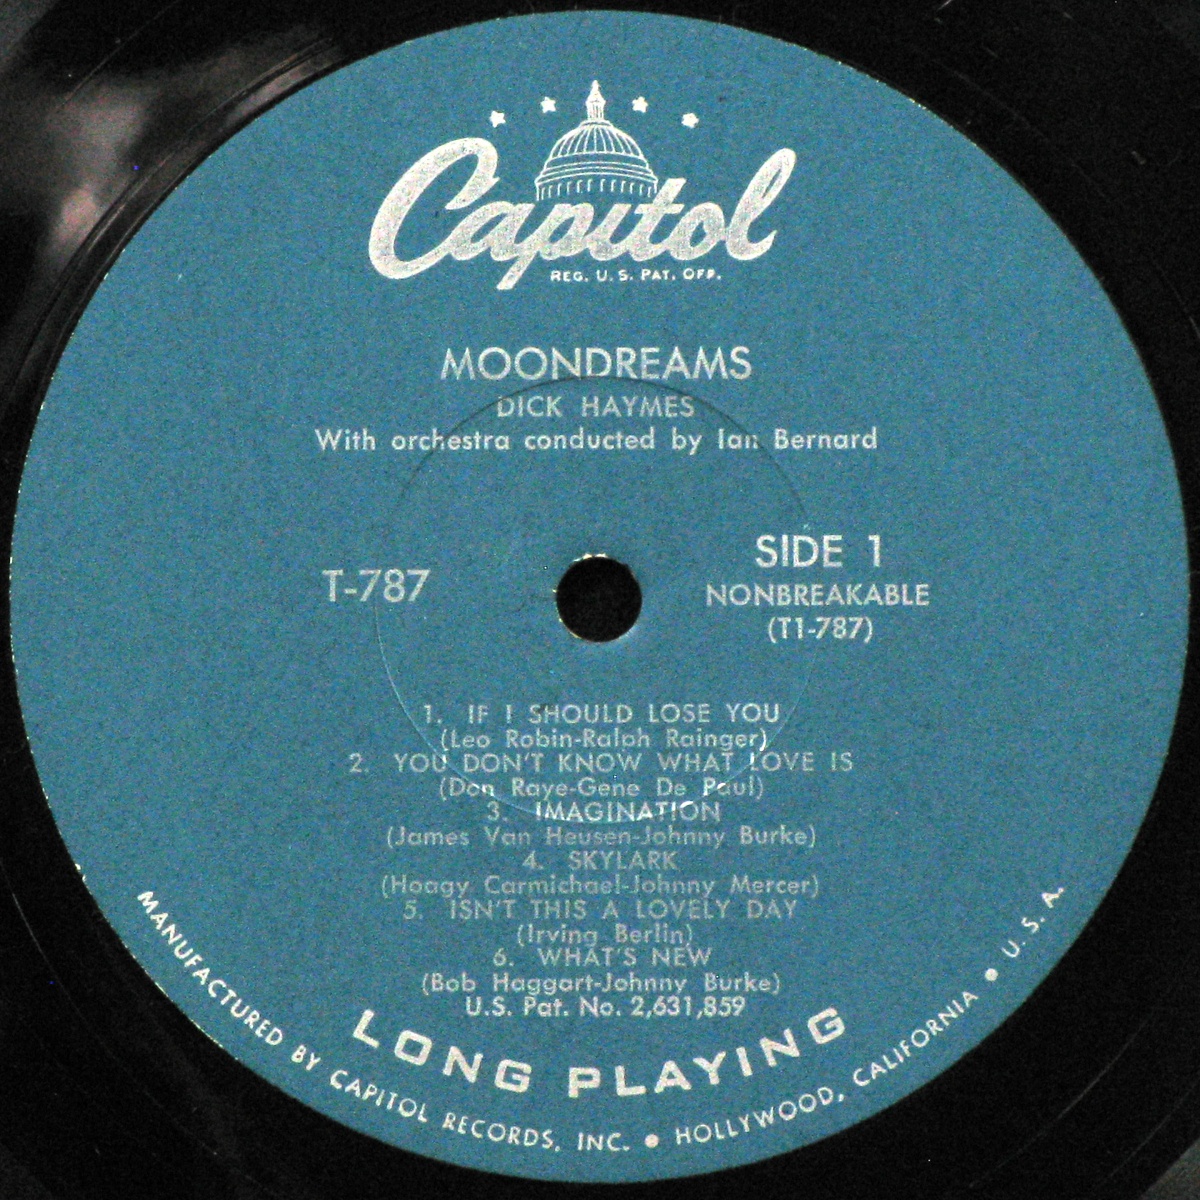 Capitol
REG. U.S. PAT. OFF.
MOONDREAMS
DICK HAYMES
With orchestra conducted by Ian Bernard
T-787
SIDE 1
NONBREAKABLE
(T1-787)
1. IF I SHOULD LOSE YOU
(Leo Robin-Ralph Rainger)
2. YOU DON'T KNOW WHAT LOVE IS
(Don Raye-Gene De Paul)
3. IMAGINATION
(James Van Heusen-Johnny Burke)
4. SKYLARK
(Hoagy Carmichael-Johnny Mercer)
5. ISN'T THIS A LOVELY DAY
(Irving Berlin)
6. WHAT'S NEW
(Bob Haggart-Johnny Burke)
U.S. Pat. No. 2,631,859
LONG PLAYING
MANUFACTURED BY CAPITOL RECORDS, INC. • HOLLYWOOD, CALIFORNIA • U. S. A.